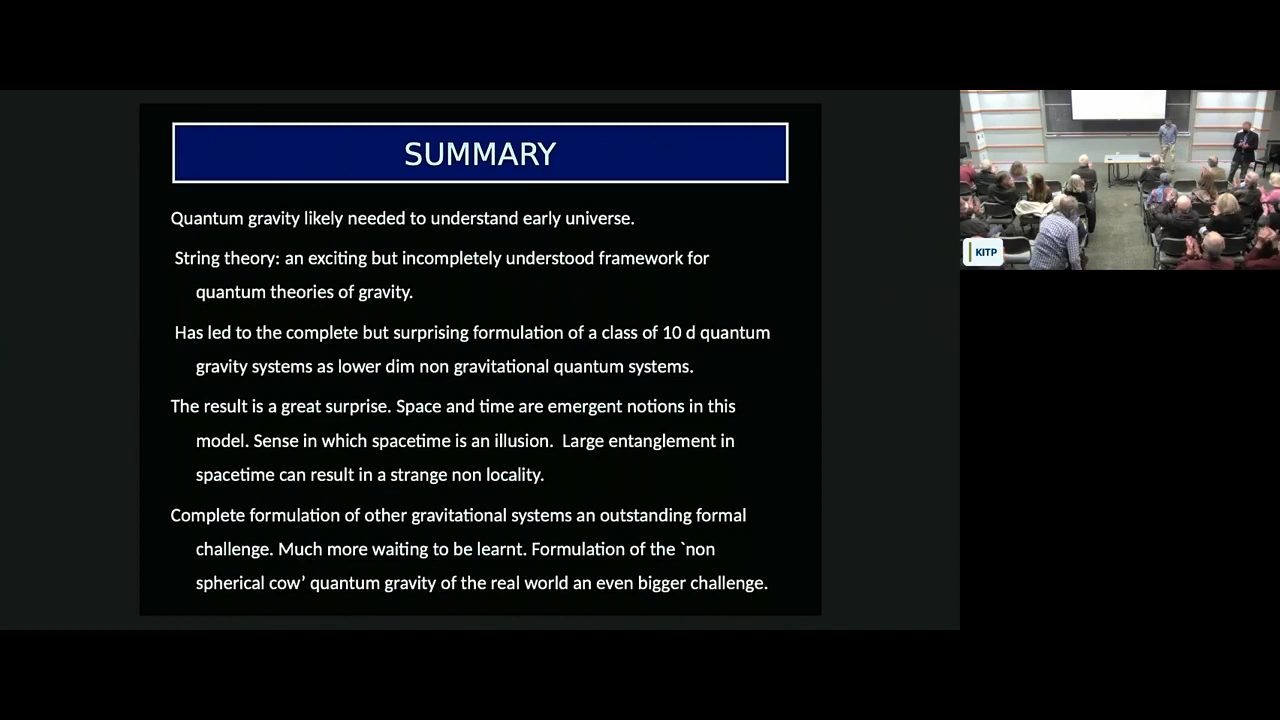 SUMMARY
Quantum gravity likely needed to understand early universe.
String theory: an exciting but incompletely understood framework for
quantum theories of gravity.
Has led to the complete but surprising formulation of a class of 10 d quantum
gravity systems as lower dim non gravitational quantum systems.
The result is a great surprise. Space and time are emergent notions in this
model. Sense in which spacetime is an illusion.  Large entanglement in
spacetime can result in a strange non locality.
Complete formulation of other gravitational systems an outstanding formal
challenge. Much more waiting to be learnt. Formulation of the `non
spherical cow’ quantum gravity of the real world an even bigger challenge.
KITP